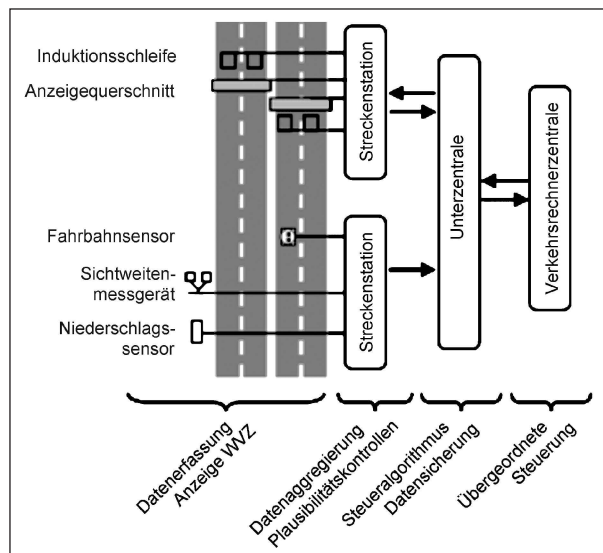 Induktionsschleife
Anzeigequerschnitt
Fahrbahnsensor
Sichtweiten-
messgerät
Niederschlags-
sensor
Streckenstation
Streckenstation
Unterzentrale
Verkehrsrechnerzentrale
Datenerfassung
Anzeige WVZ
Datenaggregierung
Plausibilitätskontrollen
Steueralgorithmus
Datensicherung
Übergeordnete
Steuerung